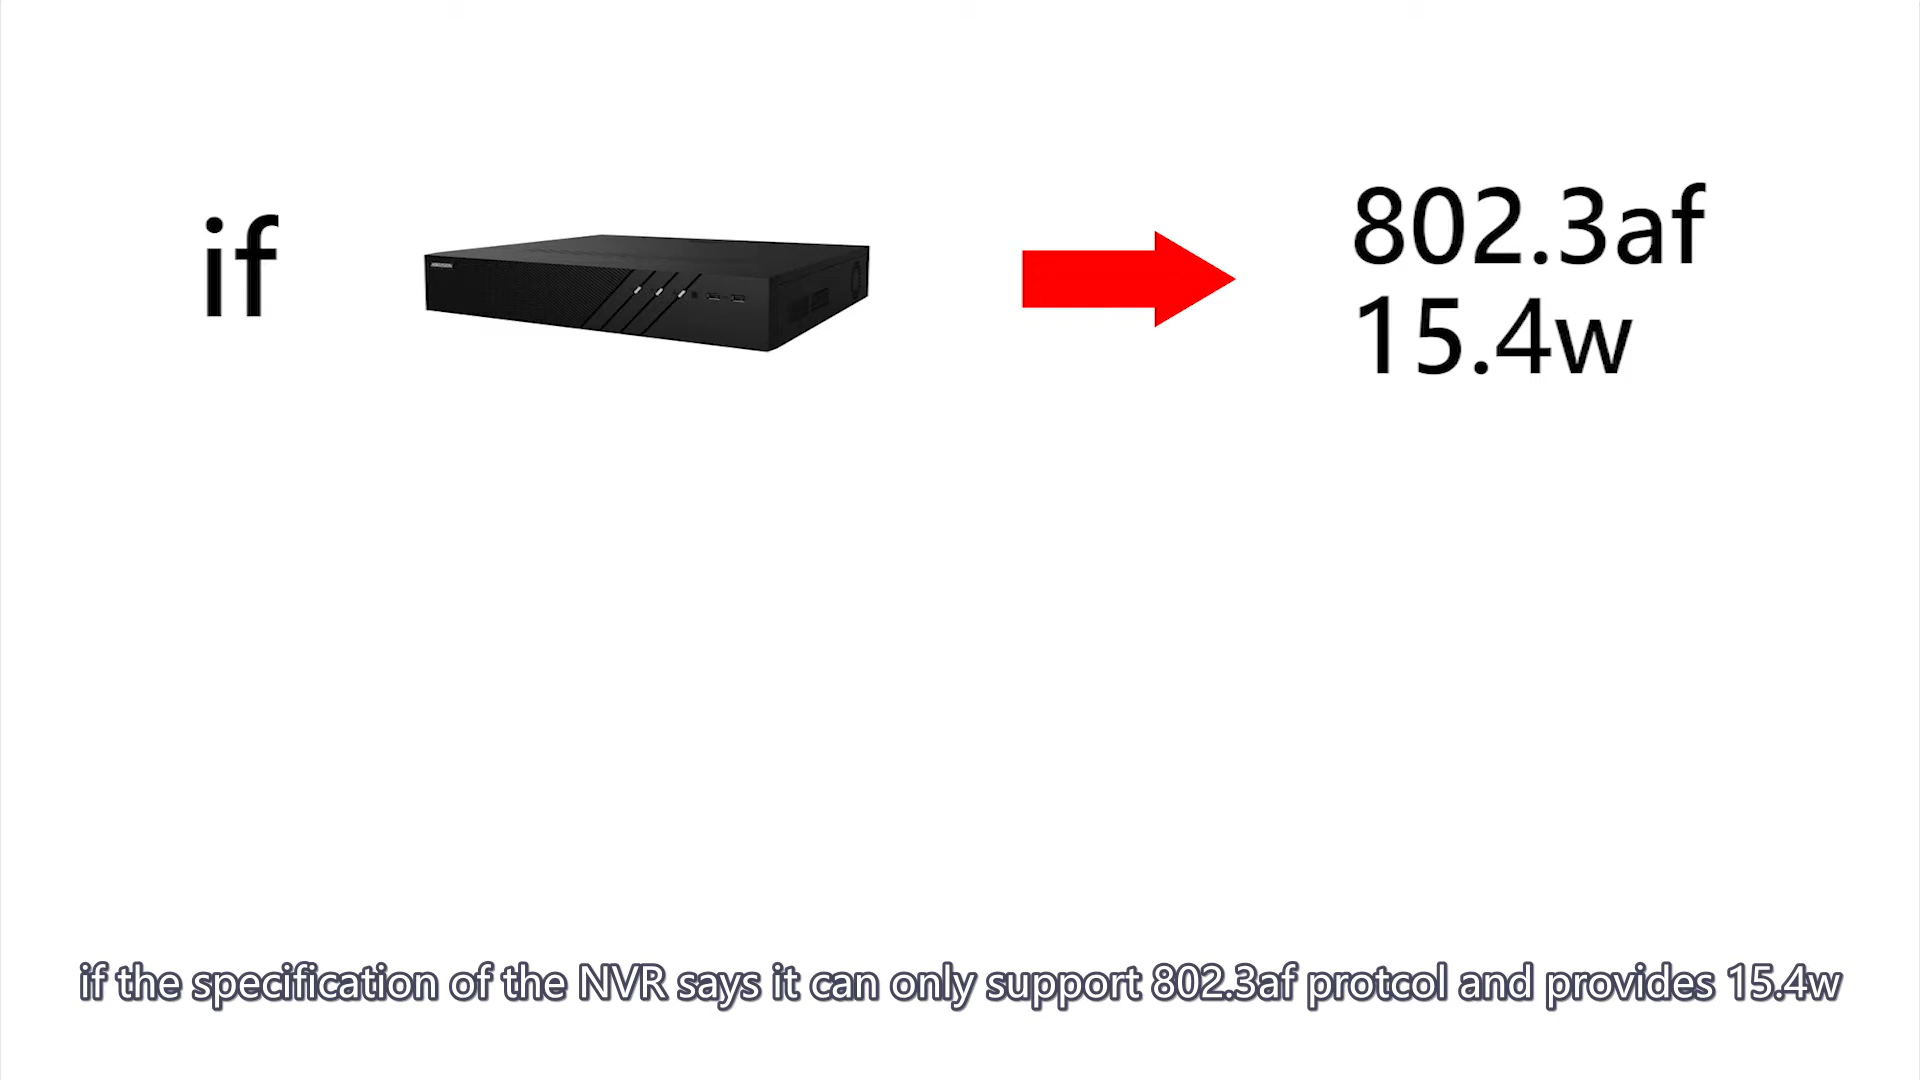 if
HIKVISION
802.3af
15.4w
if the specification of the NVR says it can only support 802.3af protcol and provides 15.4w